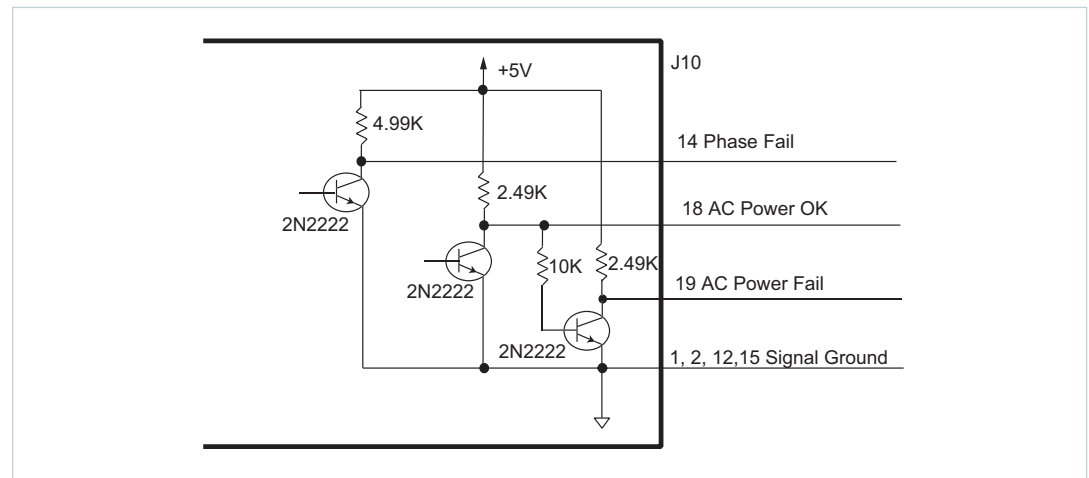 J10
+5V
4.99K
14 Phase Fail
2.49K
18 AC Power OK
2N2222
10K
2.49K
2N2222
19 AC Power Fail
2N2222
1, 2, 12,15 Signal Ground